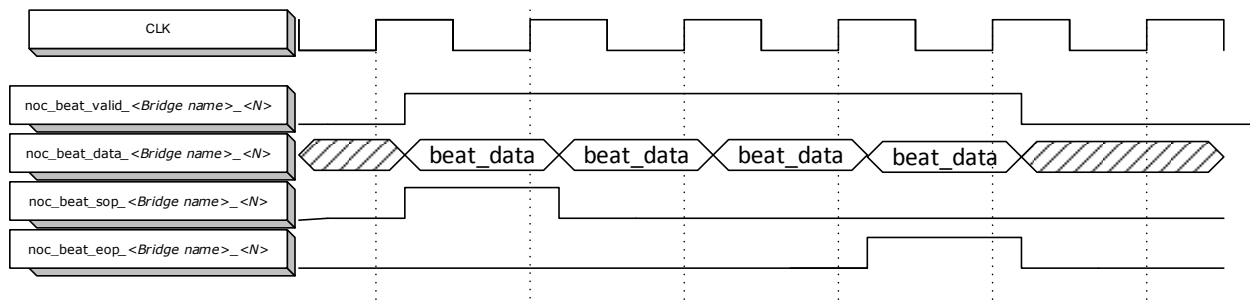 CLK
noc_beat_valid_<Bridge name>_<N>
noc_beat_data_<Bridge name>_<N>
beat_data beat_data beat_data beat_data
noc_beat_sop_<Bridge name>_<N>
noc_beat_eop_<Bridge name>_<N>